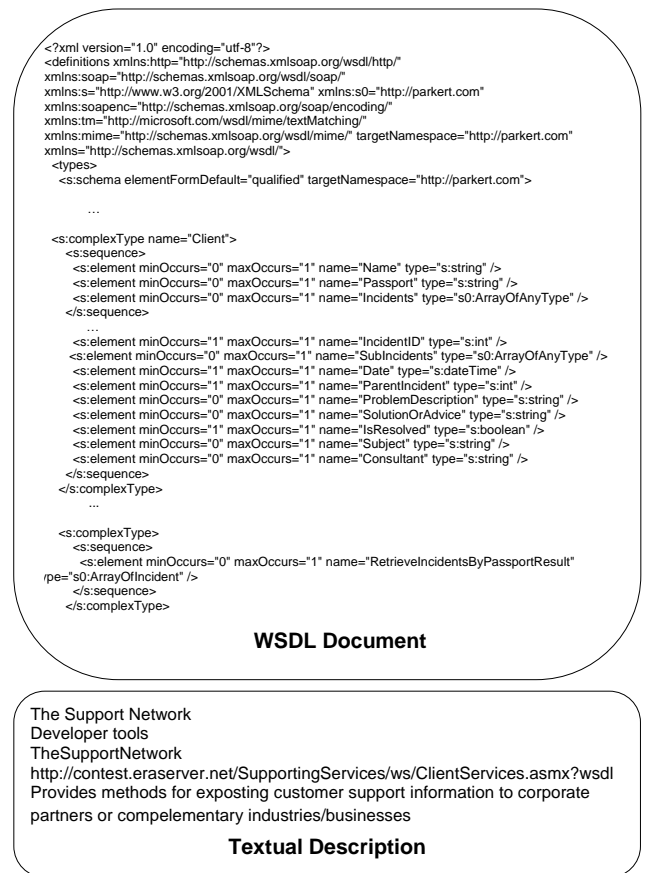 <?xml version="1.0" encoding="utf-8"?>
<definitions xmlns:http="http://schemas.xmlsoap.org/wsdl/http/"
xmlns:soap="http://schemas.xmlsoap.org/wsdl/soap/"
xmlns:s="http://www.w3.org/2001/XMLSchema" xmlns:s0="http://parkert.com"
xmlns:soapenc="http://schemas.xmlsoap.org/soap/encoding/"
xmlns:tm="http://microsoft.com/wsdl/mime/textMatching/"
xmlns:mime="http://schemas.xmlsoap.org/wsdl/mime/" targetNamespace="http://parkert.com"
xmlns="http://schemas.xmlsoap.org/wsdl/">
<types>
<s:schema elementFormDefault="qualified" targetNamespace="http://parkert.com">
…
<s:complexType name="Client">
<s:sequence>
<s:element minOccurs="0" maxOccurs="1" name="Name" type="s:string" />
<s:element minOccurs="0" maxOccurs="1" name="Passport" type="s:string" />
<s:element minOccurs="0" maxOccurs="1" name="Incidents" type="s0:ArrayOfAnyType" />
</s:sequence>
…
<s:element minOccurs="1" maxOccurs="1" name="IncidentID" type="s:int" />
<s:element minOccurs="0" maxOccurs="1" name="SubIncidents" type="s0:ArrayOfAnyType" />
<s:element minOccurs="1" maxOccurs="1" name="Date" type="s:dateTime" />
<s:element minOccurs="1" maxOccurs="1" name="ParentIncident" type="s:int" />
<s:element minOccurs="0" maxOccurs="1" name="ProblemDescription" type="s:string" />
<s:element minOccurs="0" maxOccurs="1" name="SolutionOrAdvice" type="s:string" />
<s:element minOccurs="1" maxOccurs="1" name="IsResolved" type="s:boolean" />
<s:element minOccurs="0" maxOccurs="1" name="Subject" type="s:string" />
<s:element minOccurs="0" maxOccurs="1" name="Consultant" type="s:string" />
</s:sequence>
</s:complexType>
...
<s:complexType>
<s:sequence>
<s:element minOccurs="0" maxOccurs="1" name="RetrieveIncidentsByPassportResult"
ype="s0:ArrayOfIncident" />
</s:sequence>
</s:complexType>
WSDL Document
The Support Network
Developer tools
TheSupportNetwork
http://contest.eraserver.net/SupportingServices/ws/ClientServices.asmx?wsdl
Provides methods for exposing customer support information to corporate
partners or compelementary industries/businesses
Textual Description